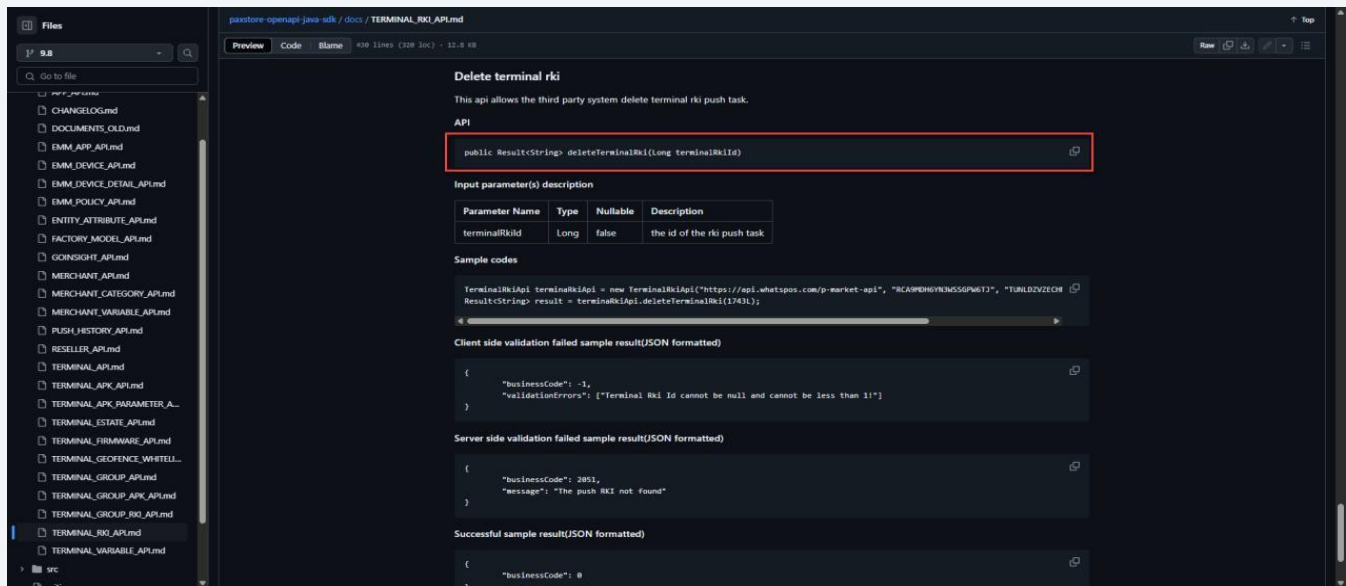 Files
paxstore-openapi-java-sdk / docs / TERMINAL_RKI_API.md
Top
9.8
Preview Code Blame 430 lines (320 loc) · 12.8 KB
Raw
Go to file
APP_API.md
CHANGELOG.md
DOCUMENTS_OLD.md
EMM_APP_API.md
EMM_DEVICE_API.md
EMM_DEVICE_DETAIL_API.md
EMM_POLICY_API.md
ENTITY_ATTRIBUTE_API.md
FACTORY_MODEL_API.md
GOINSIGHT_API.md
MERCHANT_API.md
MERCHANT_CATEGORY_API.md
MERCHANT_VARIABLE_API.md
PUSH_HISTORY_API.md
RESELLER_API.md
TERMINAL_API.md
TERMINAL_APK_API.md
TERMINAL_APK_PARAMETER_A...
TERMINAL_ESTATE_API.md
TERMINAL_FIRMWARE_API.md
TERMINAL_GEOFENCE_WHITELI...
TERMINAL_GROUP_API.md
TERMINAL_GROUP_APK_API.md
TERMINAL_GROUP_RKI_API.md
TERMINAL_RKI_API.md
TERMINAL_VARIABLE_API.md
src
Delete terminal rki
This api allows the third party system delete terminal rki push task.
API
public Result<String> deleteTerminalRki(Long terminalRkiId)
Input parameter(s) description
Parameter Name Type Nullable Description
terminalRkiId Long false the id of the rki push task
Sample codes
TerminalRkiApi terminaRkiApi = new TerminalRkiApi("https://api.whatspos.com/p-market-api", "RCA9MDH6YN3WSSGPW6TJ", "TUNLDZVZECHN
Result<String> result = terminaRkiApi.deleteTerminalRki(1743L);
Client side validation failed sample result(JSON formatted)
{
"businessCode": -1,
"validationErrors": ["Terminal Rki Id cannot be null and cannot be less than 1!"]
}
Server side validation failed sample result(JSON formatted)
{
"businessCode": 2051,
"message": "The push RKI not found"
}
Successful sample result(JSON formatted)
{
"businessCode": 0